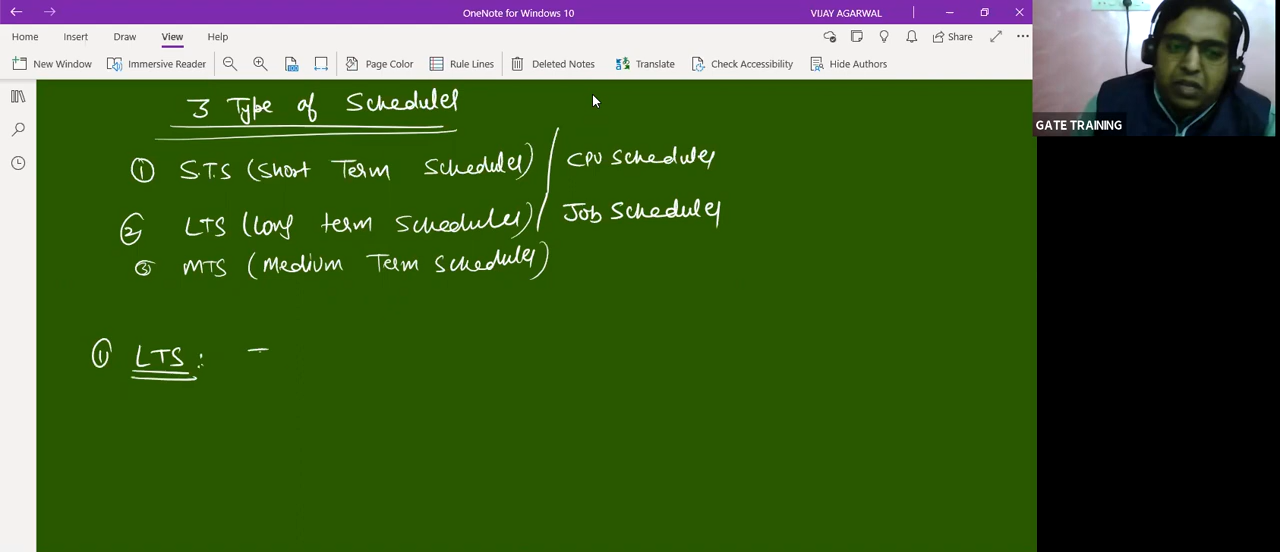 OneNote for Windows 10
VIJAY AGARWAL
Home Insert Draw View Help
Share
New Window Immersive Reader Page Color Rule Lines Deleted Notes Translate Check Accessibility Hide Authors
GATE TRAINING
3 Type of Scheduler
① S.T.S (Short Term Scheduler) / CPU Scheduler
② LTS (Long term Scheduler) / Job Scheduler
③ MTS (Medium Term Scheduler)
① LTS :